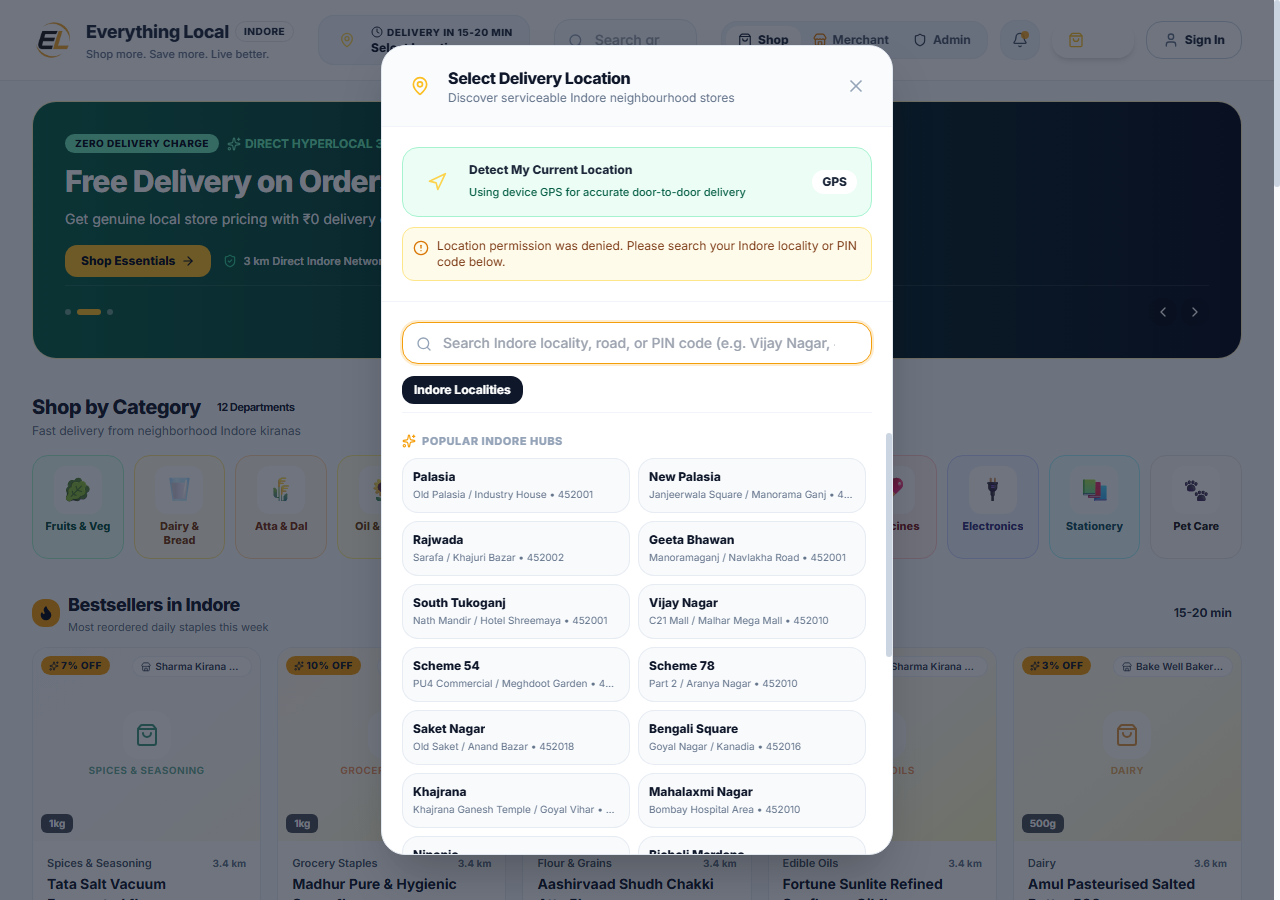 EL Everything Local INDORE
Shop more. Save more. Live better.
DELIVERY IN 15-20 MIN
Search or
Shop
Merchant
Admin
Sign In
Select Delivery Location
Discover serviceable Indore neighbourhood stores
Detect My Current Location
Using device GPS for accurate door-to-door delivery
GPS
Location permission was denied. Please search your Indore locality or PIN
code below.
Search Indore locality, road, or PIN code (e.g. Vijay Nagar,
Indore Localities
POPULAR INDORE HUBS
Palasia
Old Palasia / Industry House • 452001
New Palasia
Janjeerwala Square / Manorama Ganj • 4...
Rajwada
Sarafa / Khajuri Bazar • 452002
Geeta Bhawan
Manoramaganj / Navlakha Road • 452001
South Tukoganj
Nath Mandir / Hotel Shreemaya • 452001
Vijay Nagar
C21 Mall / Malhar Mega Mall • 452010
Scheme 54
PU4 Commercial / Meghdoot Garden • 4...
Scheme 78
Part 2 / Aranya Nagar • 452010
Saket Nagar
Old Saket / Anand Bazar • 452018
Bengali Square
Goyal Nagar / Kanadia • 452016
Khajrana
Khajrana Ganesh Temple / Goyal Vihar • ...
Mahalaxmi Nagar
Bombay Hospital Area • 452010
ZERO DELIVERY CHARGE
DIRECT HYPERLOCAL 3
Free Delivery on Order
Get genuine local store pricing with ₹0 delivery
Shop Essentials →
3 km Direct Indore Networ
Shop by Category 12 Departments
Fast delivery from neighborhood Indore kiranas
Fruits & Veg
Dairy &
Bread
Atta & Dal
Oil &
cines
Electronics
Stationery
Pet Care
Bestsellers in Indore
Most reordered daily staples this week
15-20 min
7% OFF
Sharma Kirana ...
10% OFF
Sharma Kirana ...
3% OFF
Bake Well Baker...
SPICES & SEASONING
GROCER
OILS
DAIRY
1kg
1kg
500g
Spices & Seasoning 3.4 km
Grocery Staples 3.4 km
Flour & Grains 3.4 km
Edible Oils 3.4 km
Dairy 3.6 km
Tata Salt Vacuum
Madhur Pure & Hygienic
Aashirvaad Shudh Chakki
Fortune Sunlite Refined
Amul Pasteurised Salted